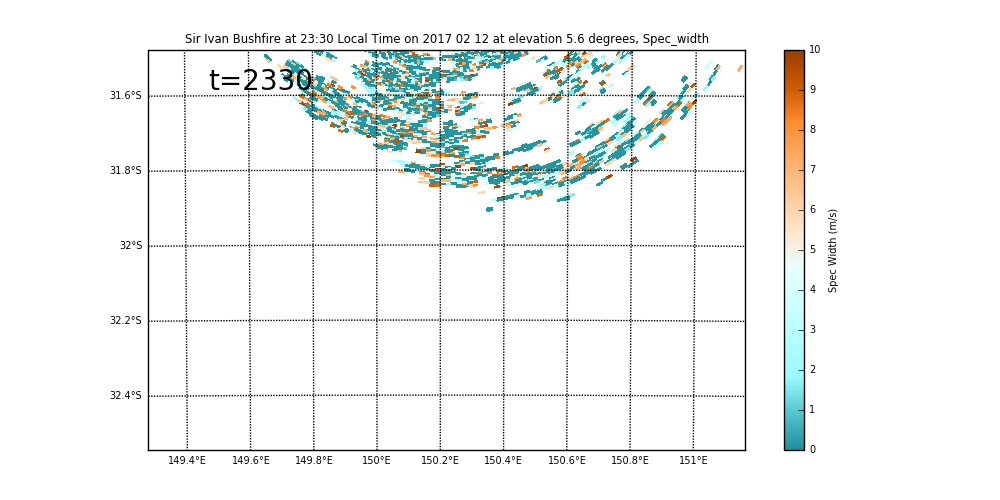 Sir Ivan Bushfire at 23:30 Local Time on 2017 02 12 at elevation 5.6 degrees, Spec_width
t=2330
31.6°S
31.8°S
32°S
32.2°S
32.4°S
149.4°E 149.6°E 149.8°E 150°E 150.2°E 150.4°E 150.6°E 150.8°E 151°E
10
9
8
7
6
5
4
3
2
1
0
Spec Width (m/s)